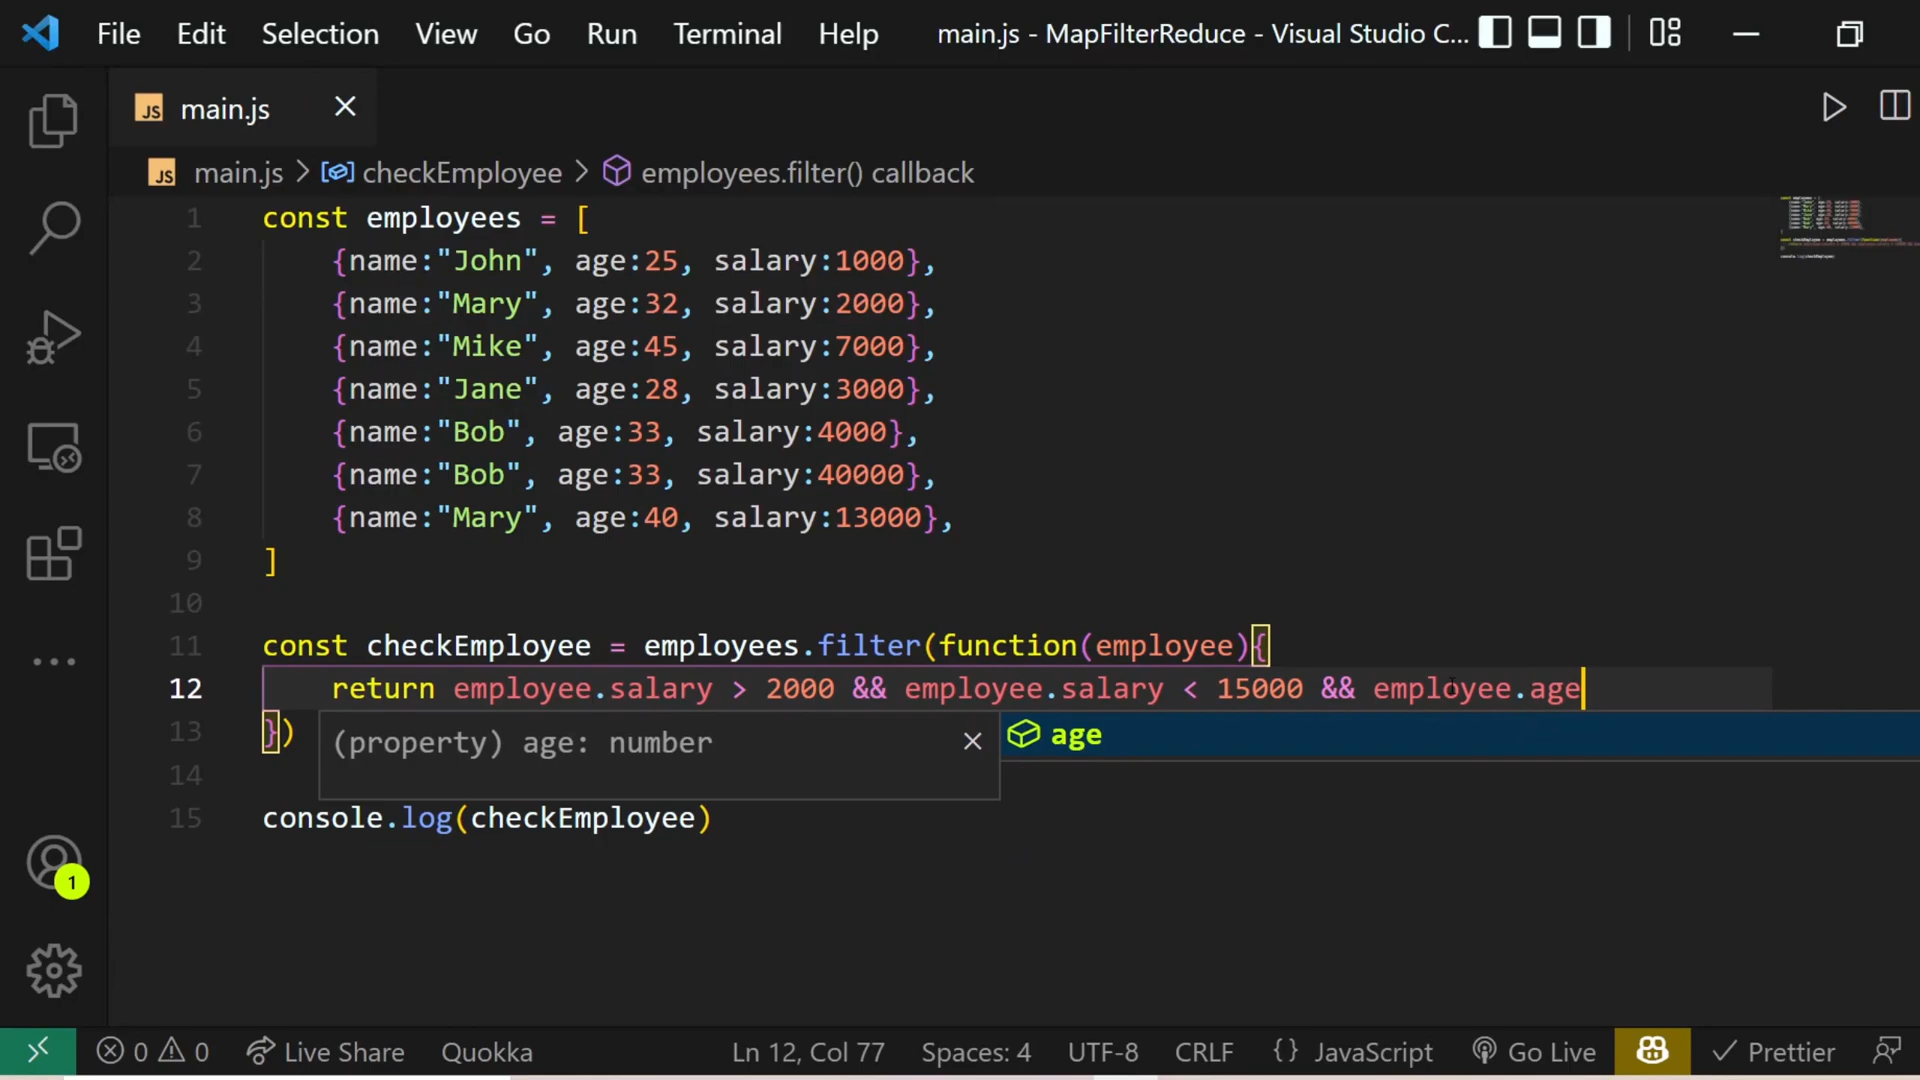 File Edit Selection View Go Run Terminal Help main.js - MapFilterReduce - Visual Studio C...
JS main.js
JS main.js > checkEmployee > employees.filter() callback
1 const employees = [
2 {name:"John", age:25, salary:1000},
3 {name:"Mary", age:32, salary:2000},
4 {name:"Mike", age:45, salary:7000},
5 {name:"Jane", age:28, salary:3000},
6 {name:"Bob", age:33, salary:4000},
7 {name:"Bob", age:33, salary:40000},
8 {name:"Mary", age:40, salary:13000},
9 ]
10
11 const checkEmployee = employees.filter(function(employee){
12 return employee.salary > 2000 && employee.salary < 15000 && employee.age
13 })
(property) age: number
age
14
15 console.log(checkEmployee)
1
0 0 Live Share Quokka Ln 12, Col 77 Spaces: 4 UTF-8 CRLF {} JavaScript Go Live Prettier